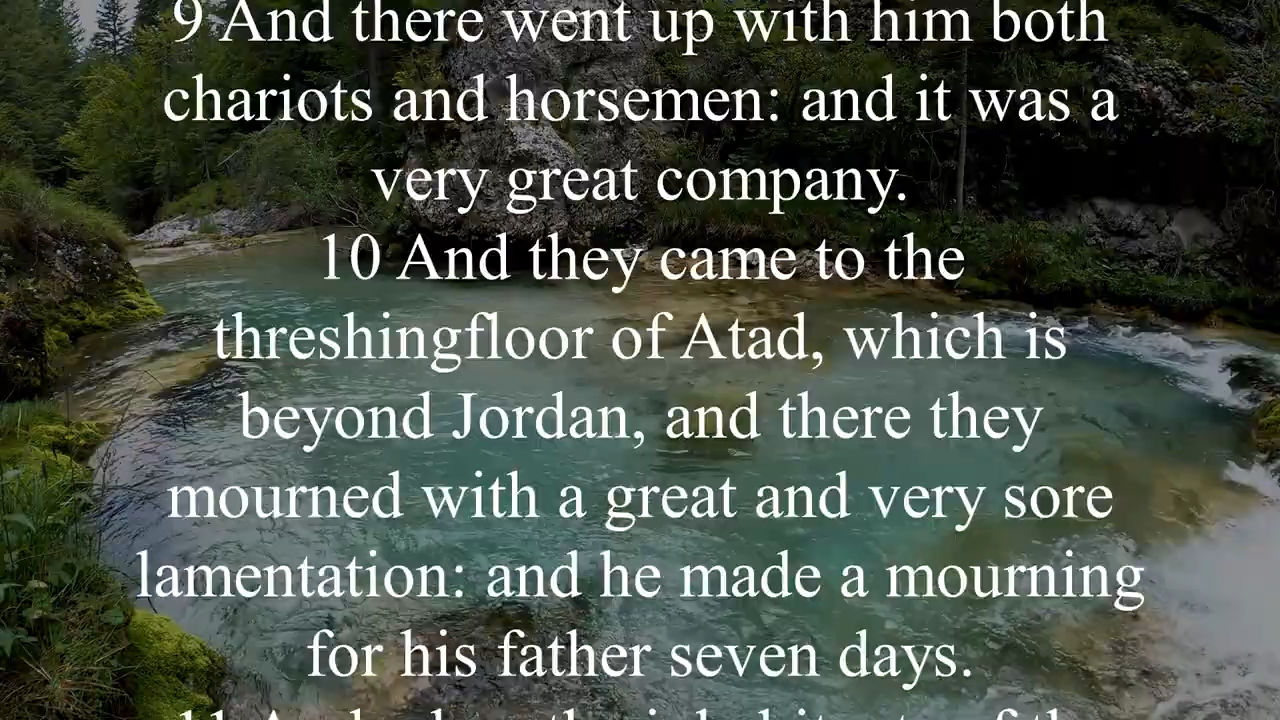 9 And there went up with him both
chariots and horsemen: and it was a
very great company.
10 And they came to the
threshingfloor of Atad, which is
beyond Jordan, and there they
mourned with a great and very sore
lamentation: and he made a mourning
for his father seven days.